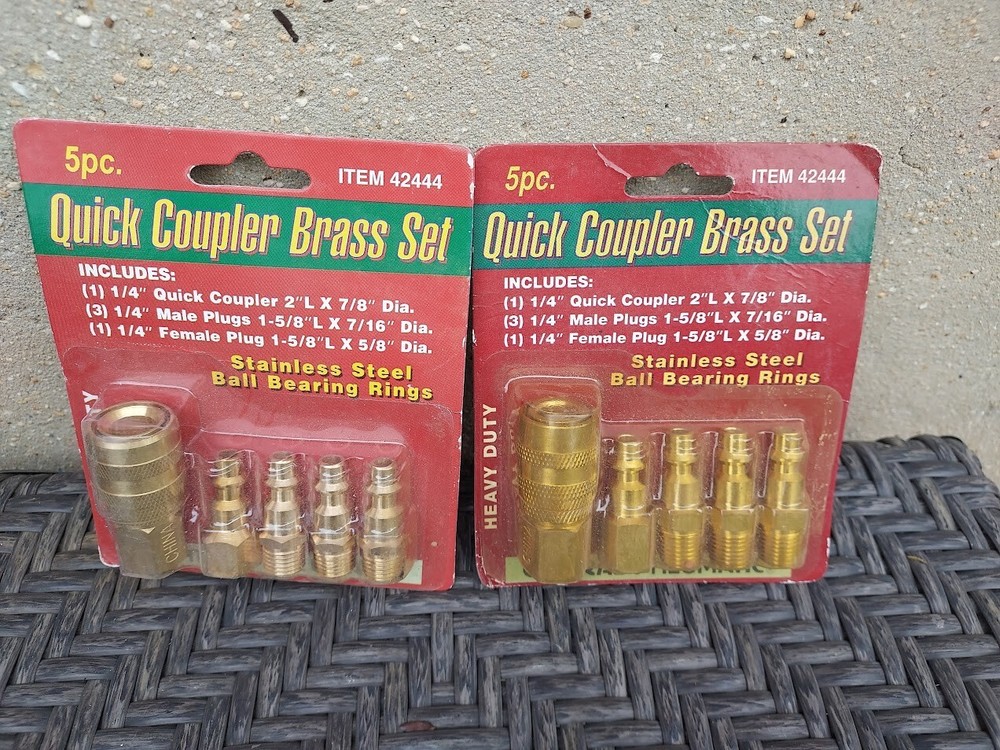 5pc.
ITEM 42444
Quick Coupler Brass Set
INCLUDES:
(1) 1/4" Quick Coupler 2"L X 7/8" Dia.
(3) 1/4" Male Plugs 1-5/8"L X 7/16" Dia.
(1) 1/4" Female Plug 1-5/8"L X 5/8" Dia.
Stainless Steel
Ball Bearing Rings
CHINA
5pc.
ITEM 42444
Quick Coupler Brass Set
INCLUDES:
(1) 1/4" Quick Coupler 2"L X 7/8" Dia.
(3) 1/4" Male Plugs 1-5/8"L X 7/16" Dia.
(1) 1/4" Female Plug 1-5/8"L X 5/8" Dia.
Stainless Steel
Ball Bearing Rings
HEAVY DUTY